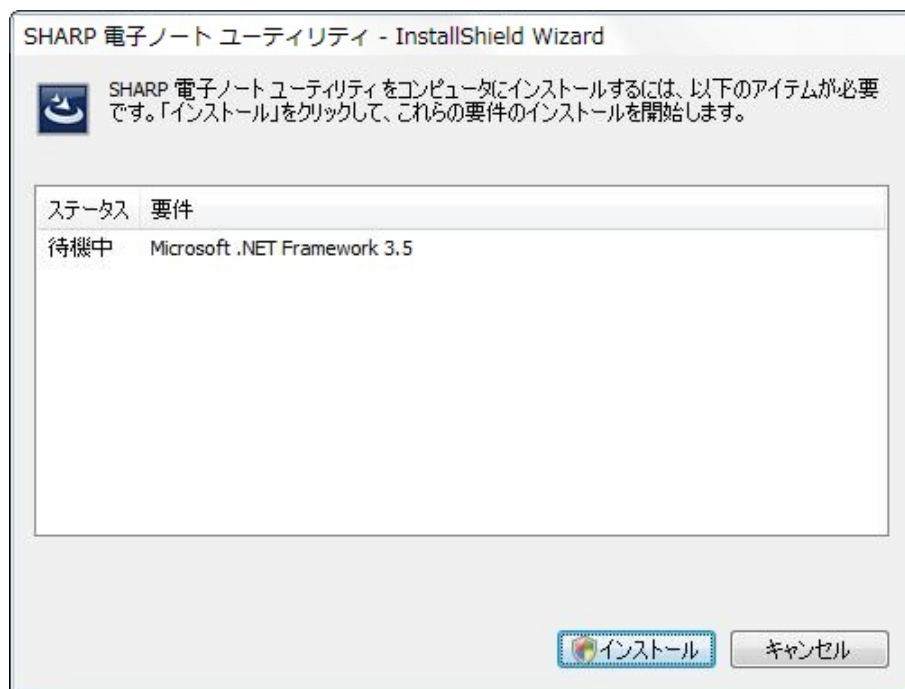 SHARP 電子ノート ユーティリティ - InstallShield Wizard
SHARP 電子ノート ユーティリティ をコンピュータにインストールするには、以下のアイテムが必要
です。「インストール」をクリックして、これらの要件のインストールを開始します。
ステータス 要件
待機中 Microsoft .NET Framework 3.5
インストール キャンセル